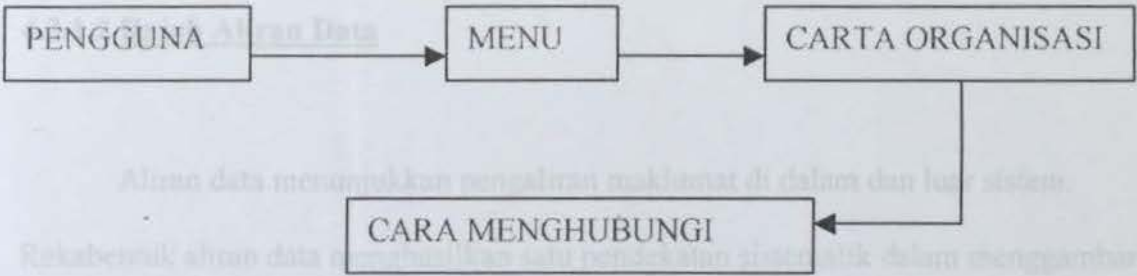 Aliran Data
PENGGUNA
MENU
CARTA ORGANISASI
Aliran data menunjukkan pengaliran maklumat di dalam dan luar sistem.
CARA MENGHUBUNGI
Rekabentuk aliran data menghasilkan satu pendekatan sistematik dalam menggambar